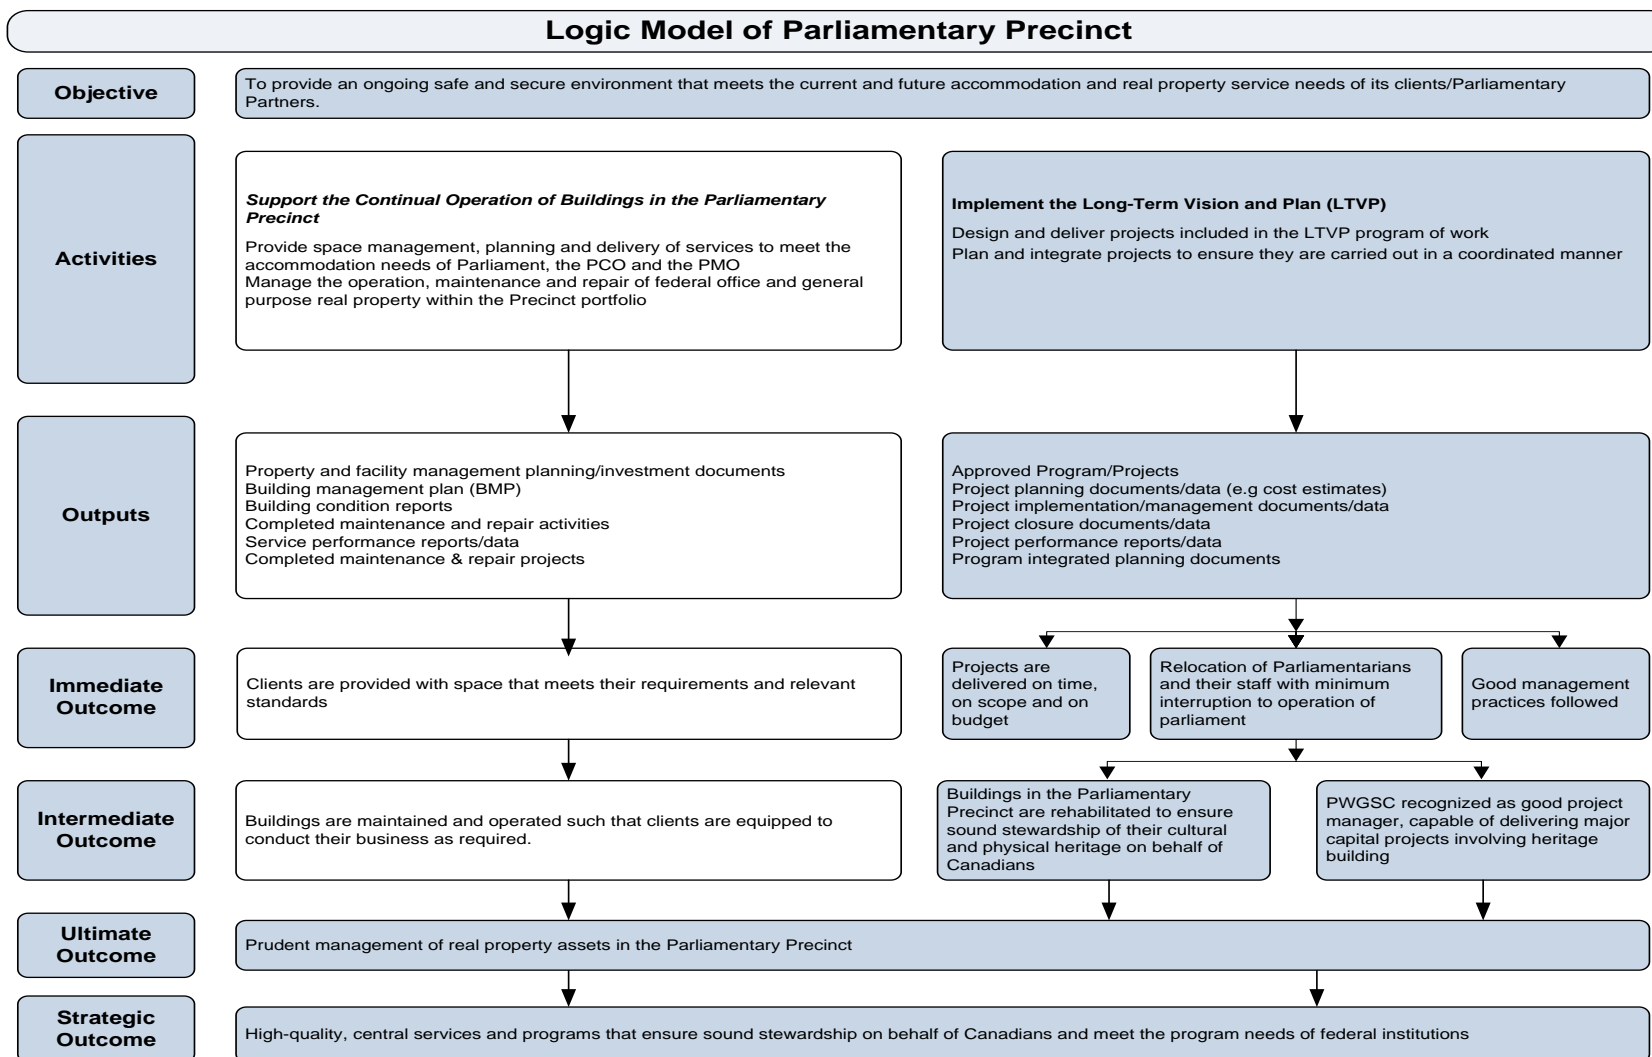 Logic Model of Parliamentary Precinct
Objective
To provide an ongoing safe and secure environment that meets the current and future accommodation and real property service needs of its clients/Parliamentary
Partners.
Activities
Support the Continual Operation of Buildings in the Parliamentary
Precinct
Provide space management, planning and delivery of services to meet the
accommodation needs of Parliament, the PCO and the PMO
Manage the operation, maintenance and repair of federal office and general
purpose real property within the Precinct portfolio
Implement the Long-Term Vision and Plan (LTVP)
Design and deliver projects included in the LTVP program of work
Plan and integrate projects to ensure they are carried out in a coordinated manner
Outputs
Property and facility management planning/investment documents
Building management plan (BMP)
Building condition reports
Completed maintenance and repair activities
Service performance reports/data
Completed maintenance & repair projects
Approved Program/Projects
Project planning documents/data (e.g cost estimates)
Project implementation/management documents/data
Project closure documents/data
Project performance reports/data
Program integrated planning documents
Immediate
Outcome
Clients are provided with space that meets their requirements and relevant
standards
Projects are
delivered on time,
on scope and on
budget
Relocation of Parliamentarians
and their staff with minimum
interruption to operation of
parliament
Good management
practices followed
Intermediate
Outcome
Buildings are maintained and operated such that clients are equipped to
conduct their business as required.
Buildings in the Parliamentary
Precinct are rehabilitated to ensure
sound stewardship of their cultural
and physical heritage on behalf of
Canadians
PWGSC recognized as good project
manager, capable of delivering major
capital projects involving heritage
building
Ultimate
Outcome
Prudent management of real property assets in the Parliamentary Precinct
Strategic
Outcome
High-quality, central services and programs that ensure sound stewardship on behalf of Canadians and meet the program needs of federal institutions